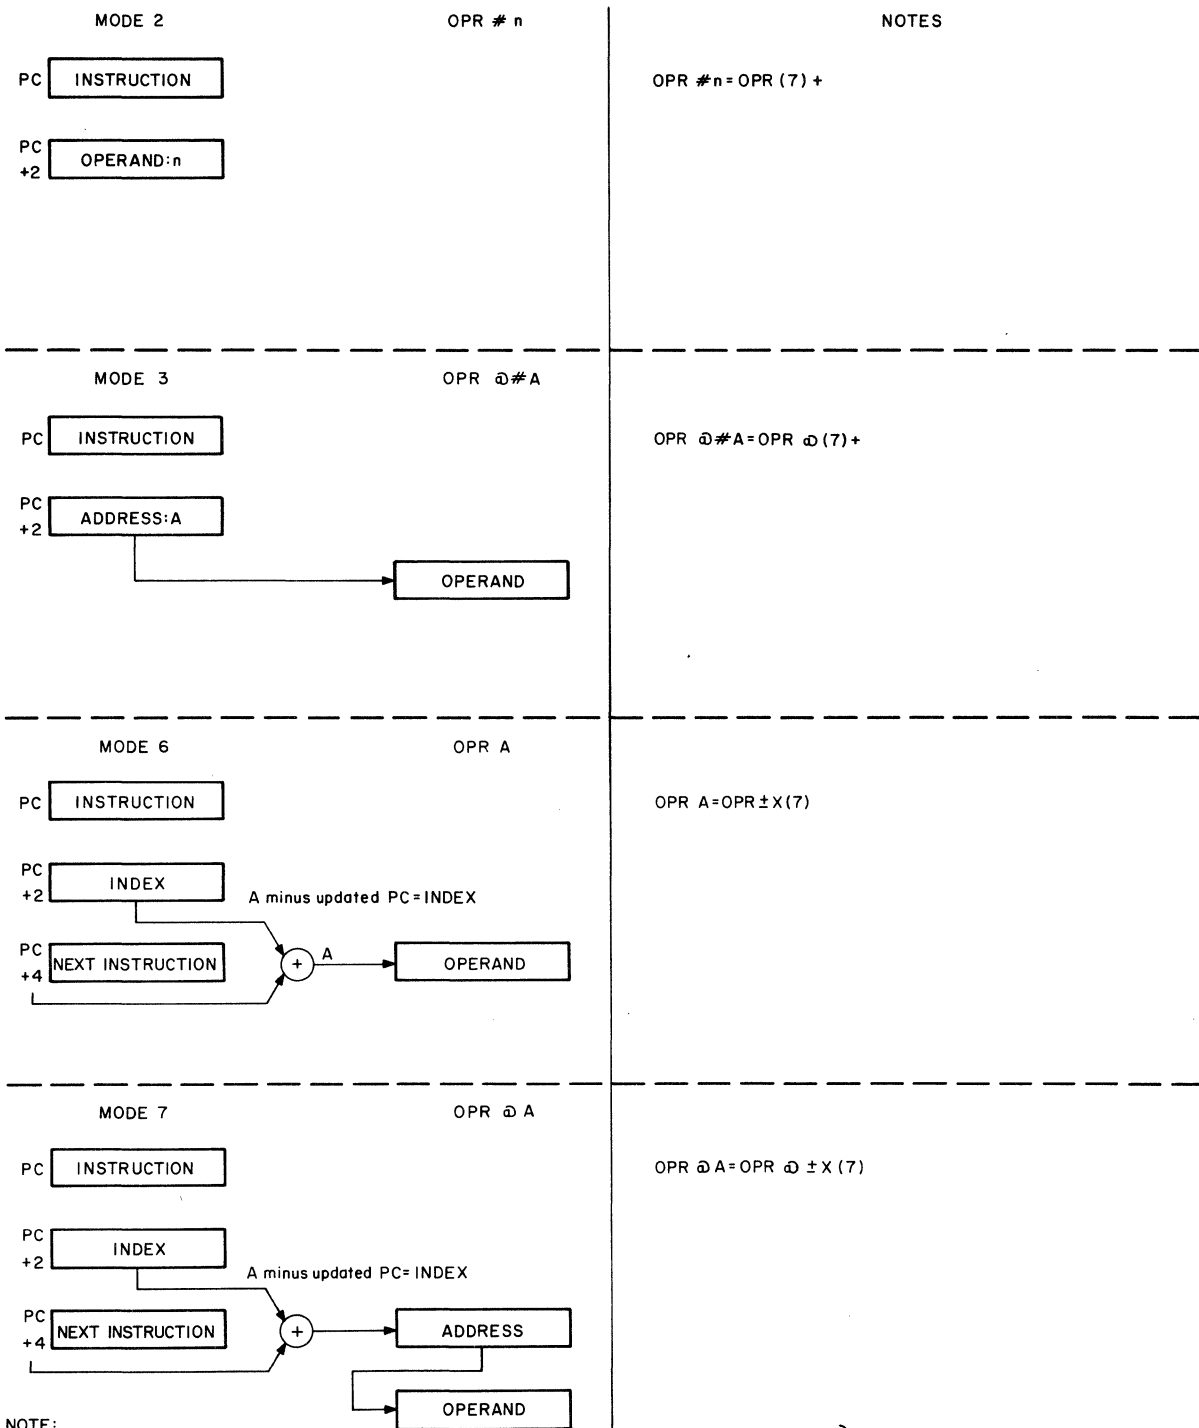 MODE 2 OPR # n NOTES
PC INSTRUCTION OPR #n=OPR (7) +
PC
+2 OPERAND:n
MODE 3 OPR @#A
PC INSTRUCTION OPR @#A=OPR @(7)+
PC
+2 ADDRESS:A
OPERAND
MODE 6 OPR A
PC INSTRUCTION OPR A=OPR±X(7)
PC
+2 INDEX
A minus updated PC=INDEX
PC
+4 NEXT INSTRUCTION + A OPERAND
MODE 7 OPR @ A
PC INSTRUCTION OPR @A=OPR @ ±X(7)
PC
+2 INDEX
A minus updated PC=INDEX
PC
+4 NEXT INSTRUCTION + ADDRESS
OPERAND
NOTE: